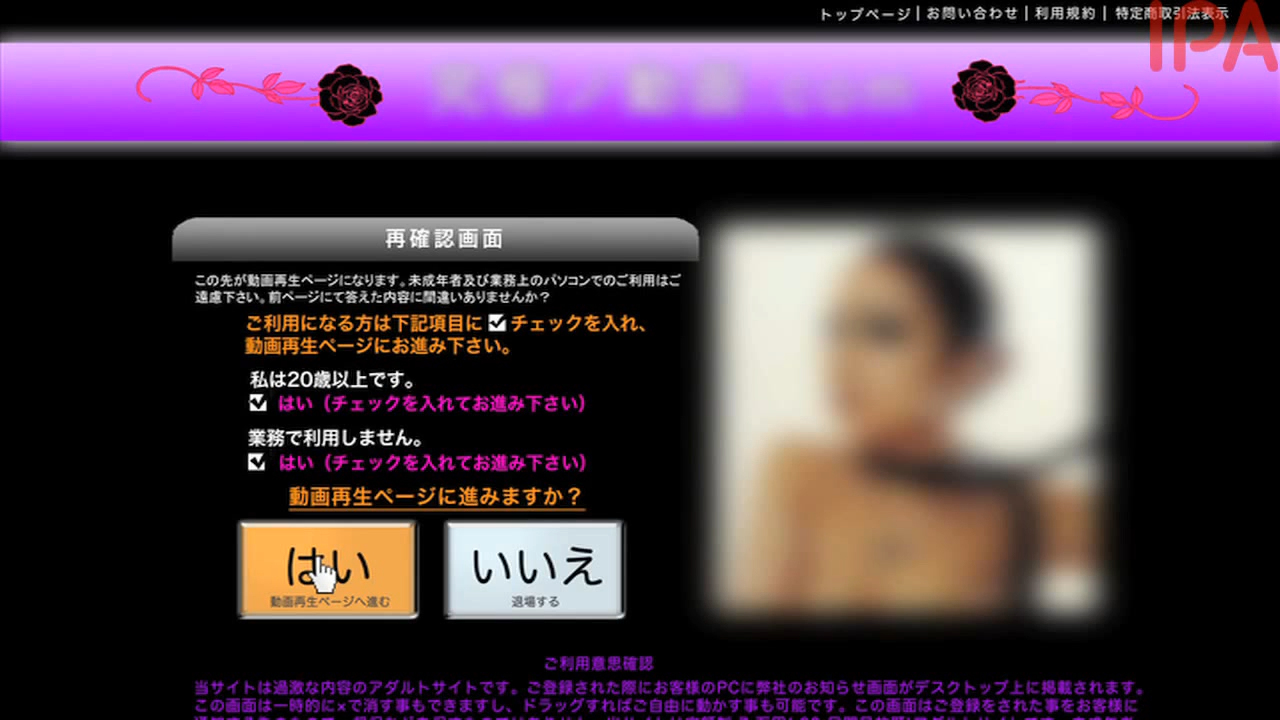 トップページ | お問い合わせ | 利用規約 | 特定商取引法表示
IPA
再確認画面
この先が動画再生ページになります。未成年者及び業務上のパソコンでのご利用はご
遠慮下さい。前ページにて答えた内容に間違いありませんか？
ご利用になる方は下記項目に チェックを入れ、
動画再生ページにお進み下さい。
私は20歳以上です。
はい（チェックを入れてお進み下さい）
業務で利用しません。
はい（チェックを入れてお進み下さい）
動画再生ページに進みますか？
はい
動画再生ページへ進む
いいえ
退場する
ご利用意思確認
当サイトは過激な内容のアダルトサイトです。ご登録された際にお客様のPCに弊社のお知らせ画面がデスクトップ上に掲載されます。
この画面は一時的に×で消す事もできますし、ドラッグすればご自由に動かす事も可能です。この画面はご登録をされた事をお客様に